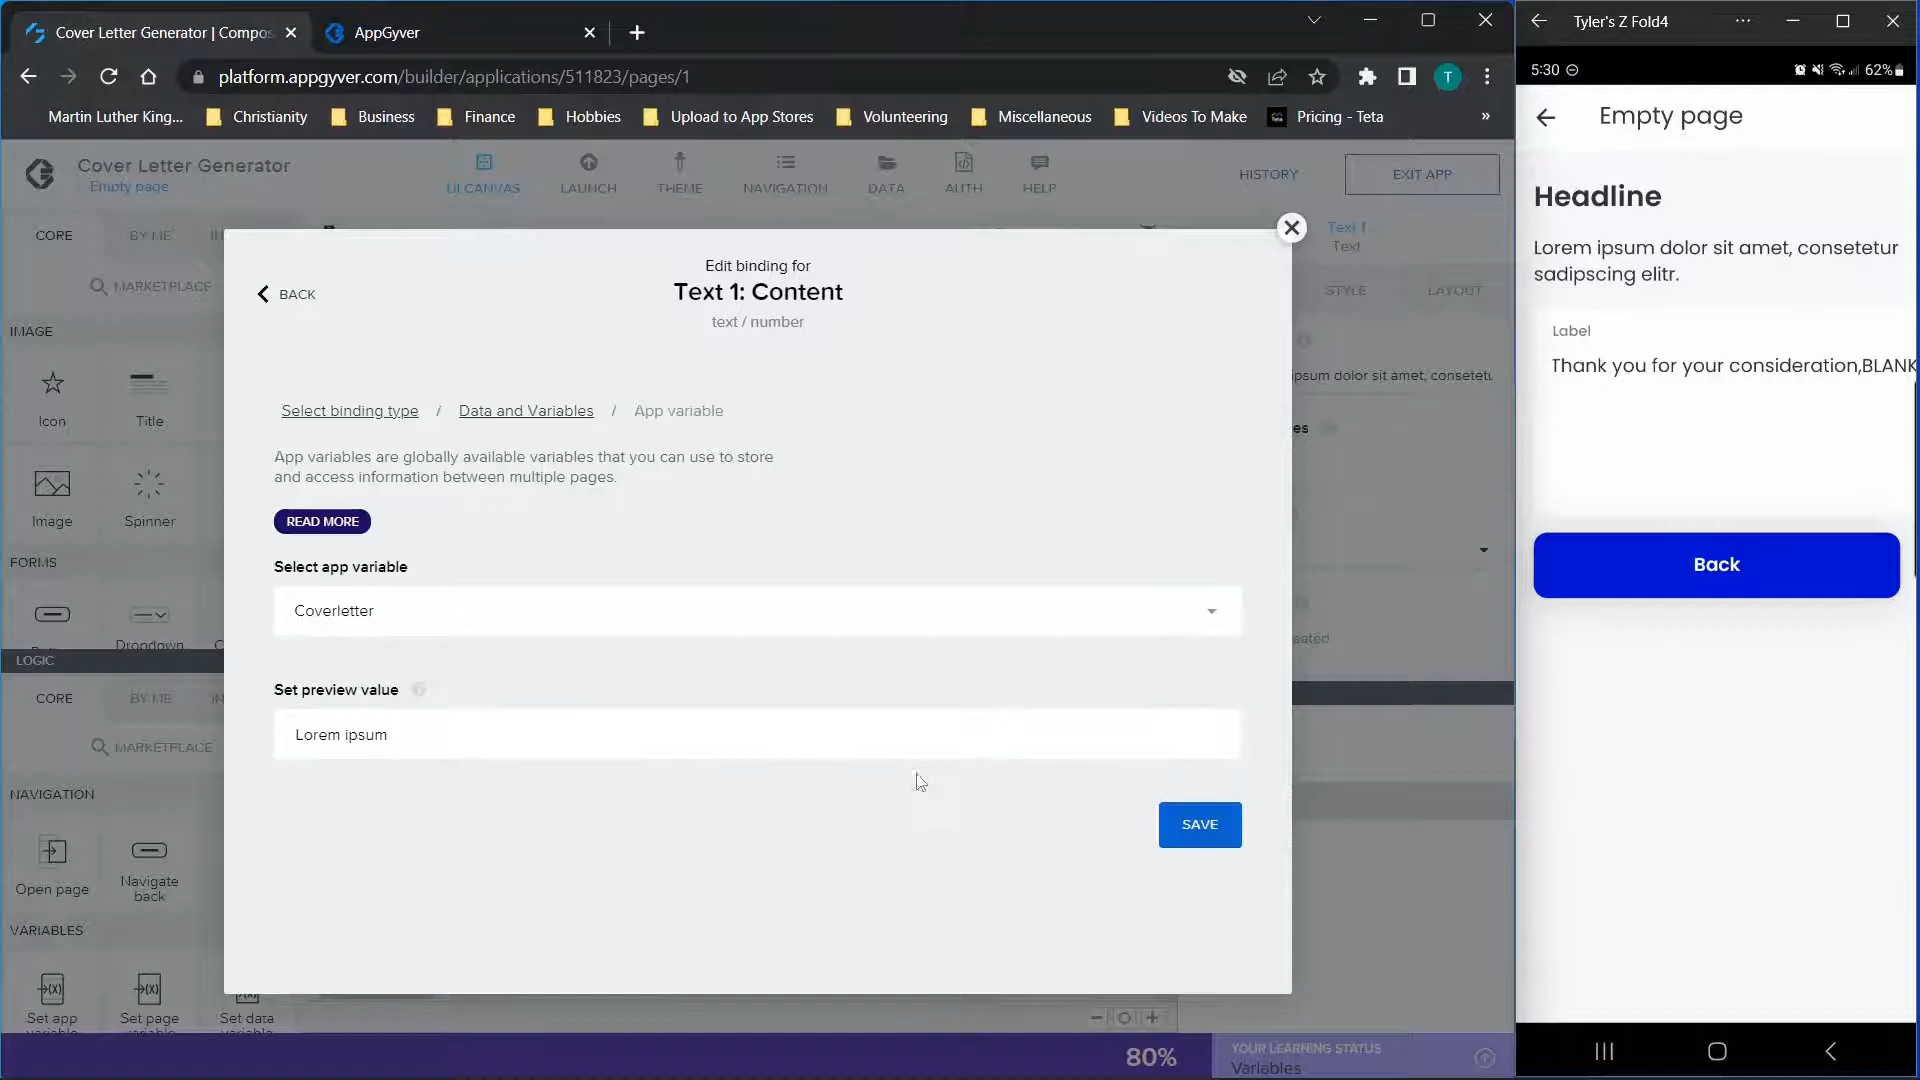 Cover Letter Generator | Compos
AppGyver
Tyler's Z Fold4
platform.appgyver.com/builder/applications/511823/pages/1
T
5:30
62%
Martin Luther King...
Christianity
Business
Finance
Hobbies
Upload to App Stores
Volunteering
Miscellaneous
Videos To Make
Pricing - Teta
»
Empty page
Cover Letter Generator
Empty page
UI CANVAS
LAUNCH
THEME
NAVIGATION
DATA
AUTH
HELP
HISTORY
EXIT APP
Headline
Lorem ipsum dolor sit amet, consetetur
sadipscing elitr.
Label
Thank you for your consideration,BLANK
Back
CORE
BY ME
IN
MARKETPLACE
IMAGE
Icon
Title
Image
Spinner
FORMS
Dropdown
LOGIC
CORE
BY ME
IN
MARKETPLACE
NAVIGATION
Open page
Navigate
back
VARIABLES
Set app
variable
Set page
variable
Set data
variable
Edit binding for
Text 1: Content
text / number
BACK
Select binding type / Data and Variables / App variable
App variables are globally available variables that you can use to store
and access information between multiple pages.
READ MORE
Select app variable
Coverletter
Set preview value
Lorem ipsum
SAVE
Text 1
Text
STYLE
LAYOUT
ipsum dolor sit amet, consetetu
es
eated
80%
YOUR LEARNING STATUS
Variables